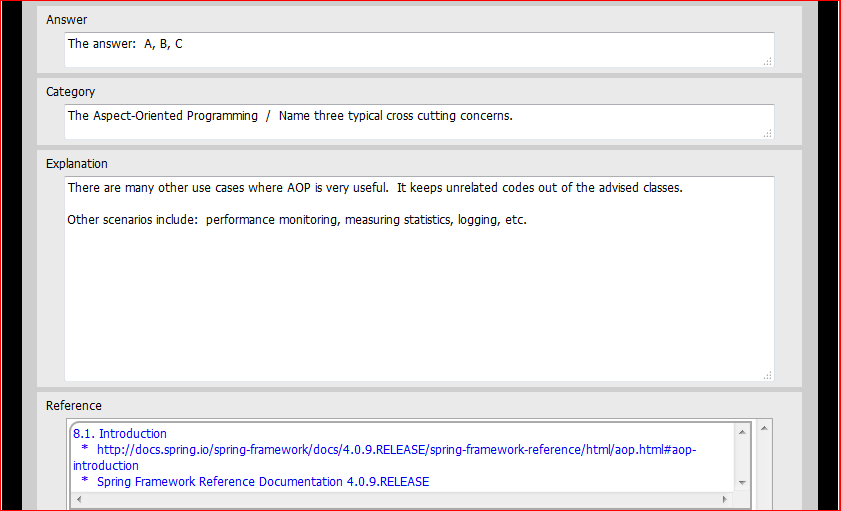 Answer
The answer:  A, B, C
Category
The Aspect-Oriented Programming  /  Name three typical cross cutting concerns.
Explanation
There are many other use cases where AOP is very useful.  It keeps unrelated codes out of the advised classes.
Other scenarios include:  performance monitoring, measuring statistics, logging, etc.
Reference
8.1. Introduction
*  http://docs.spring.io/spring-framework/docs/4.0.9.RELEASE/spring-framework-reference/html/aop.html#aop-
introduction
*  Spring Framework Reference Documentation 4.0.9.RELEASE